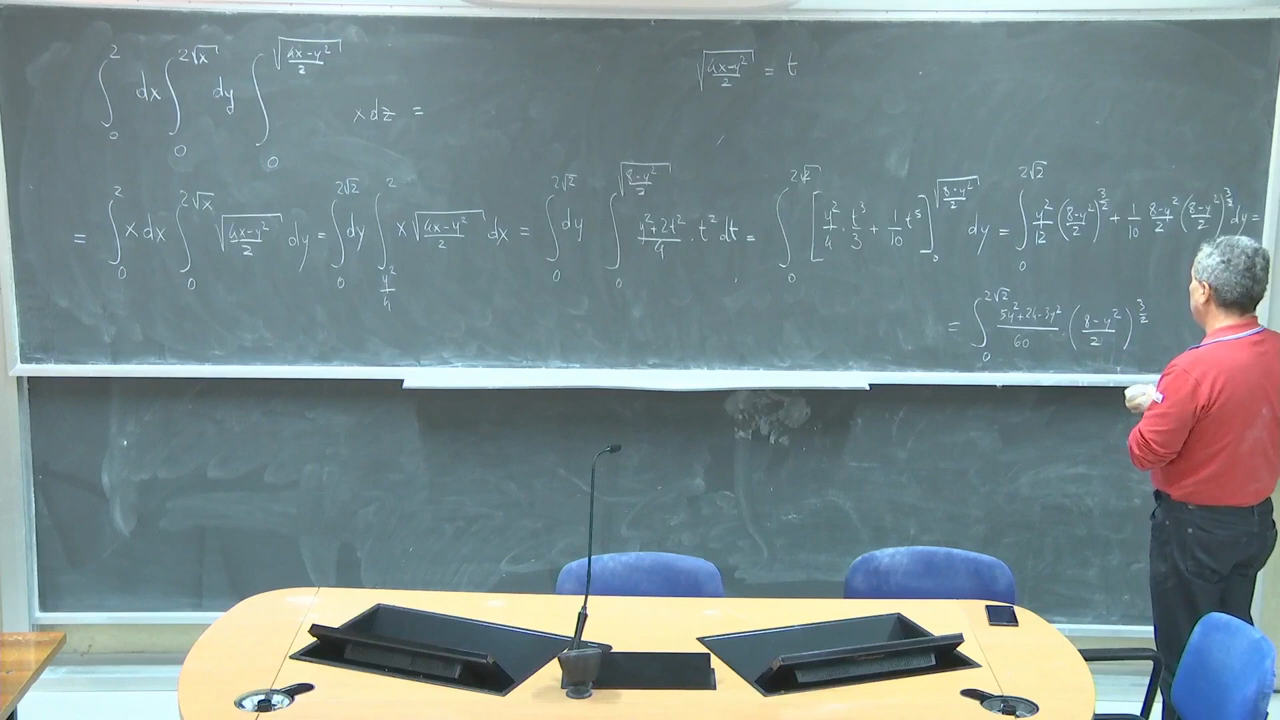 ∫₀² dx ∫₀^{2√x} dy ∫₀^{√((4x-y²)/2)} x dz =
√((4x-y²)/2) = t
= ∫₀² x dx ∫₀^{2√x} √((4x-y²)/2) dy = ∫₀^{2√2} dy ∫_{y²/4}^{2} x √((4x-y²)/2) dx = ∫₀^{2√2} dy ∫₀^{√((8-y²)/2)} (y²+2t²)/4 · t² dt = ∫₀^{2√2} [y²/4 · t³/3 + 1/10 t⁵]₀^{√((8-y²)/2)} dy = ∫₀^{2√2} y²/12 ((8-y²)/2)^{3/2} + 1/10 (8-y²)/2 ((8-y²)/2)^{3/2} dy =
= ∫₀^{2√2} (5y²+24-3y²)/60 · ((8-y²)/2)^{3/2}